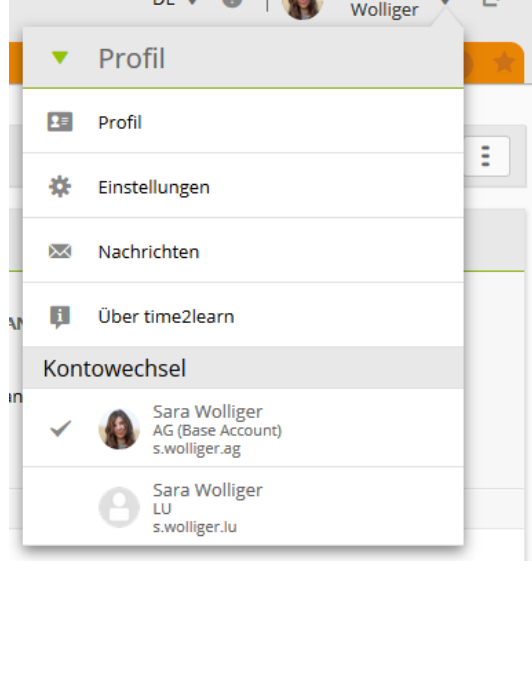 DE
Wolliger
Profil
Profil
Einstellungen
Nachrichten
Über time2learn
Kontowechsel
Sara Wolliger
AG (Base Account)
s.wolliger.ag
Sara Wolliger
LU
s.wolliger.lu